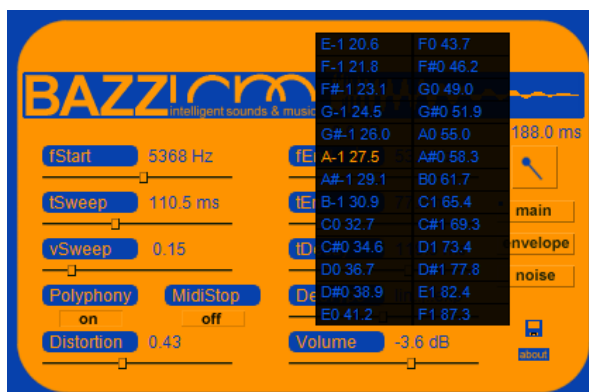 E-1 20.6 F0 43.7
F-1 21.8 F#0 46.2
F#-1 23.1 G0 49.0
G-1 24.5 G#0 51.9
G#-1 26.0 A0 55.0
A-1 27.5 A#0 58.3
A#-1 29.1 B0 61.7
B-1 30.9 C1 65.4
C0 32.7 C#1 69.3
C#0 34.6 D1 73.4
D0 36.7 D#1 77.8
D#0 38.9 E1 82.4
E0 41.2 F1 87.3
BAZZ
intelligent sounds & music
188.0 ms
fStart 5368 Hz
tSweep 110.5 ms
main
vSweep 0.15
envelope
noise
Polyphony MidiStop
on off
Distortion 0.43 Volume -3.6 dB
about